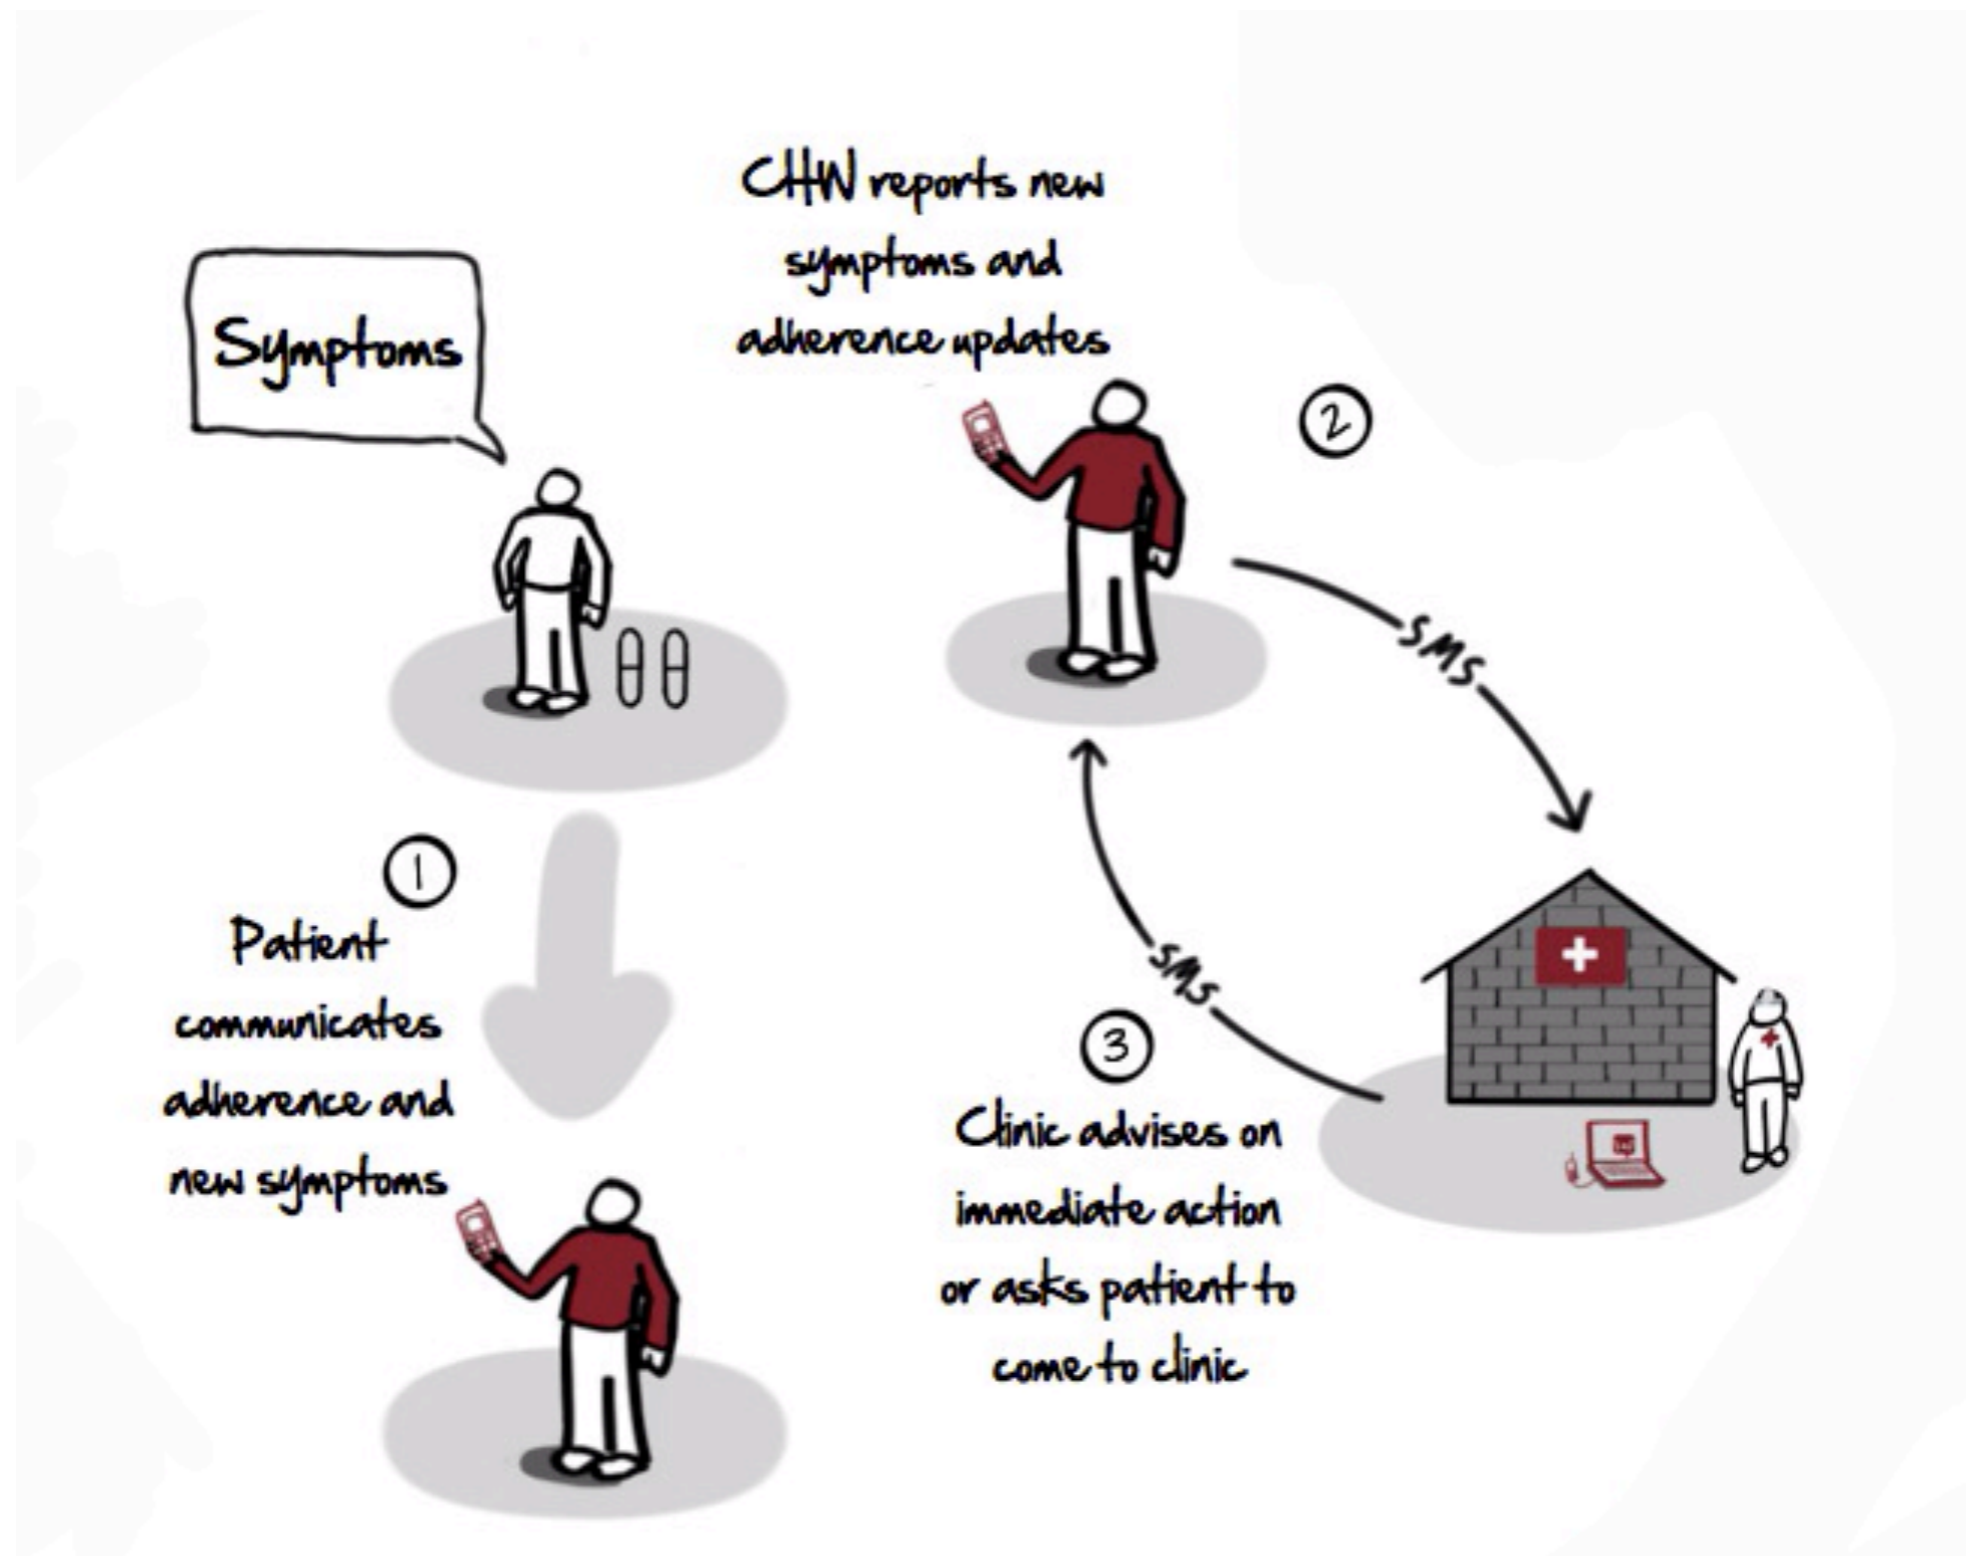 Symptoms
1
Patient
communicates
adherence and
new symptoms
CHW reports new
symptoms and
adherence updates
2
SMS
SMS
3
Clinic advises on
immediate action
or asks patient to
come to clinic